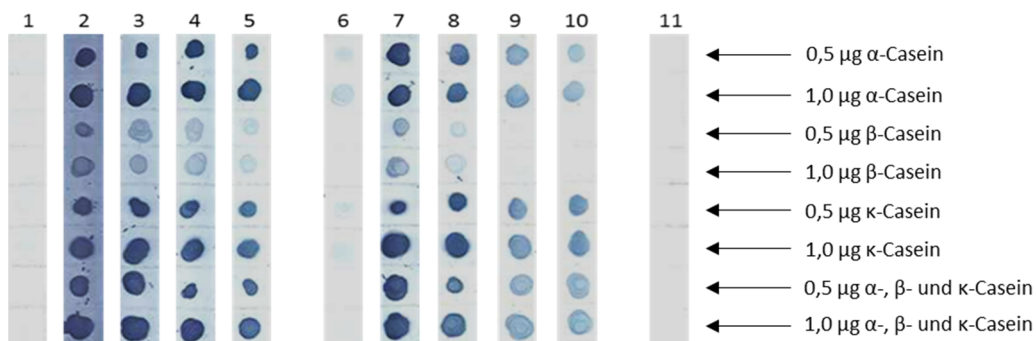 1 2 3 4 5 6 7 8 9 10 11
0,5 µg α-Casein
1,0 µg α-Casein
0,5 µg β-Casein
1,0 µg β-Casein
0,5 µg κ-Casein
1,0 µg κ-Casein
0,5 µg α-, β- und κ-Casein
1,0 µg α-, β- und κ-Casein